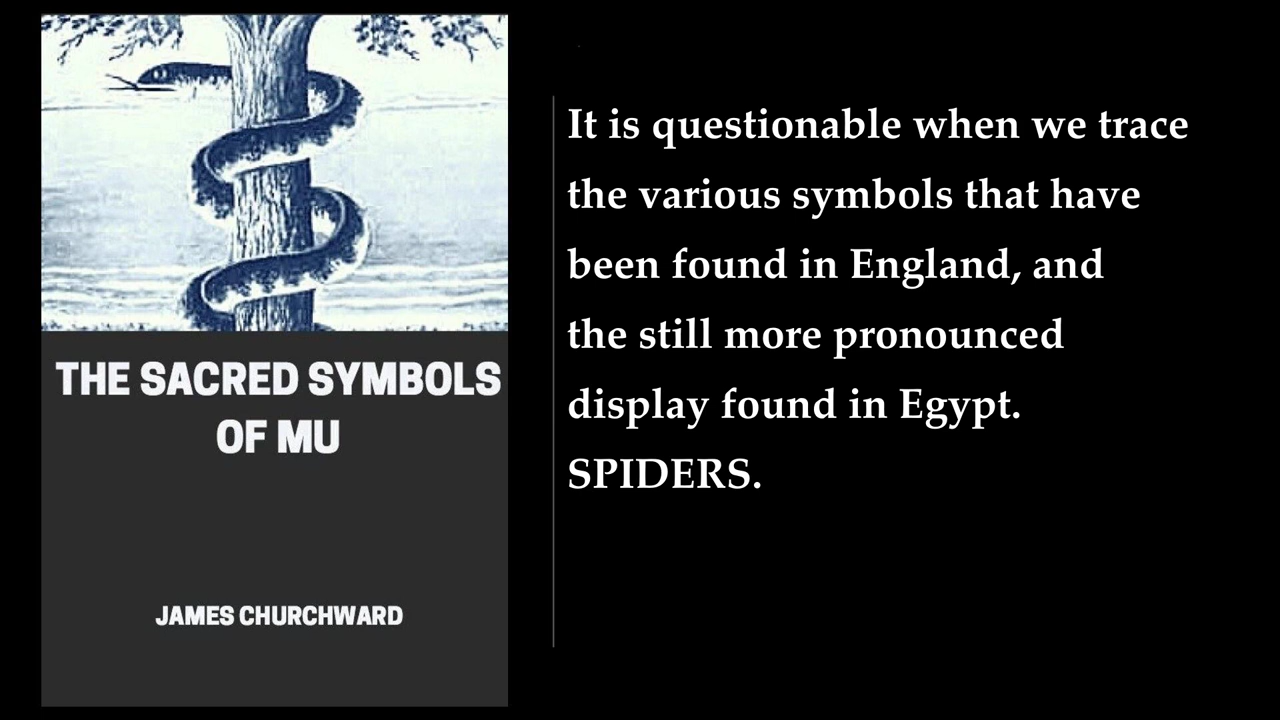 THE SACRED SYMBOLS
OF MU
JAMES CHURCHWARD
It is questionable when we trace
the various symbols that have
been found in England, and
the still more pronounced
display found in Egypt.
SPIDERS.